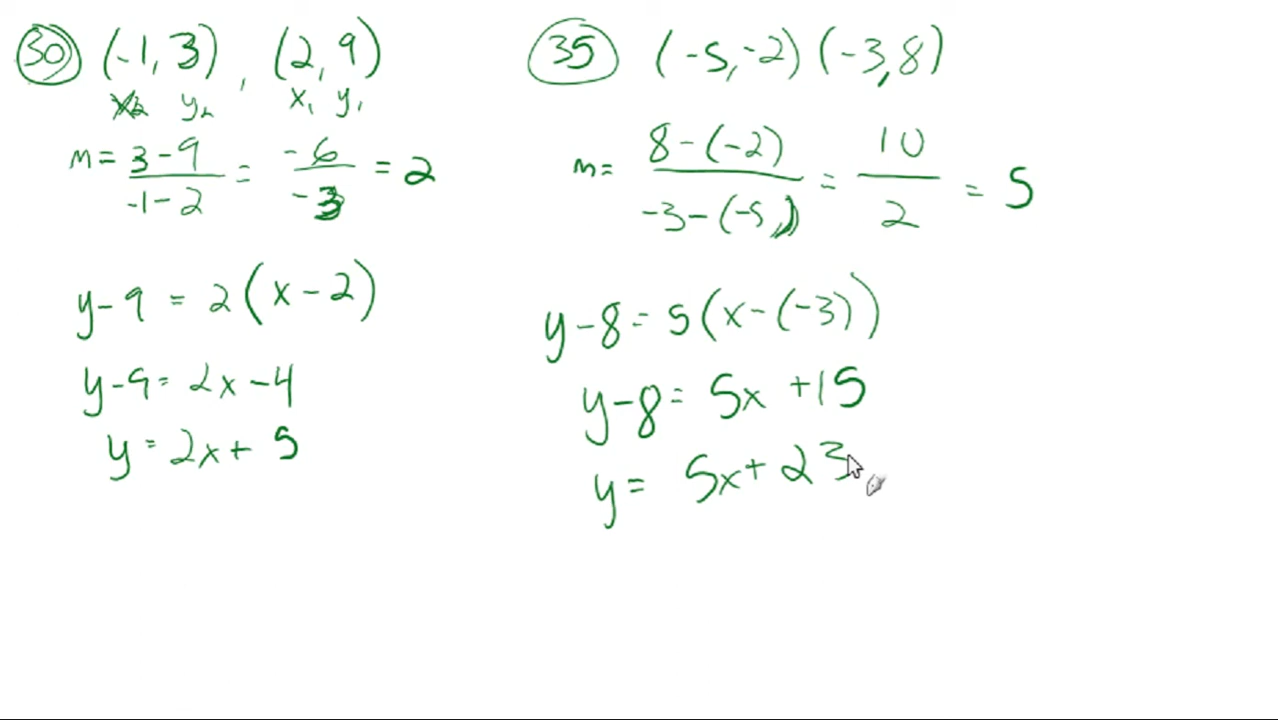 30 (-1, 3), (2, 9)
x2 y2 x1 y1
m = 3-9 / -1-2 = -6 / -3 = 2
y-9 = 2(x-2)
y-9 = 2x-4
y = 2x+5
35 (-5,-2) (-3,8)
m = 8-(-2) / -3-(-5) = 10 / 2 = 5
y-8 = 5(x-(-3))
y-8 = 5x +15
y = 5x+23